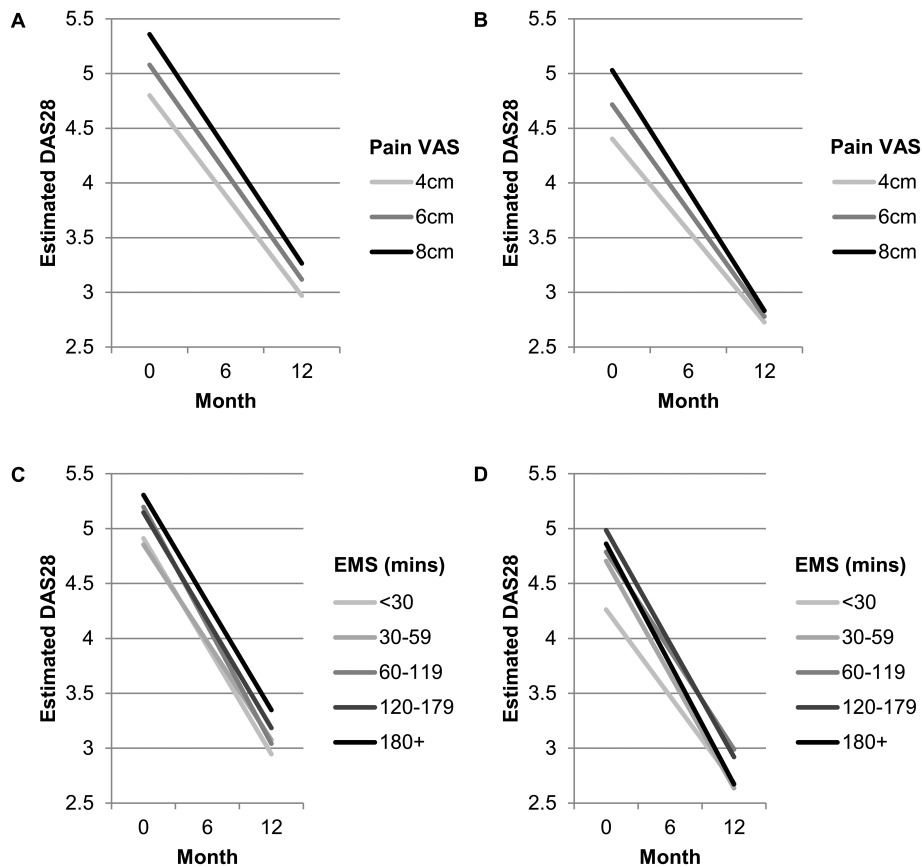 A
Estimated DAS28
5.5
5
4.5
4
3.5
3
2.5
0 6 12
Month
Pain VAS
4cm
6cm
8cm
B
Estimated DAS28
5.5
5
4.5
4
3.5
3
2.5
0 6 12
Month
Pain VAS
4cm
6cm
8cm
C
Estimated DAS28
5.5
5
4.5
4
3.5
3
2.5
0 6 12
Month
EMS (mins)
<30
30-59
60-119
120-179
180+
D
Estimated DAS28
5.5
5
4.5
4
3.5
3
2.5
0 6 12
Month
EMS (mins)
<30
30-59
60-119
120-179
180+